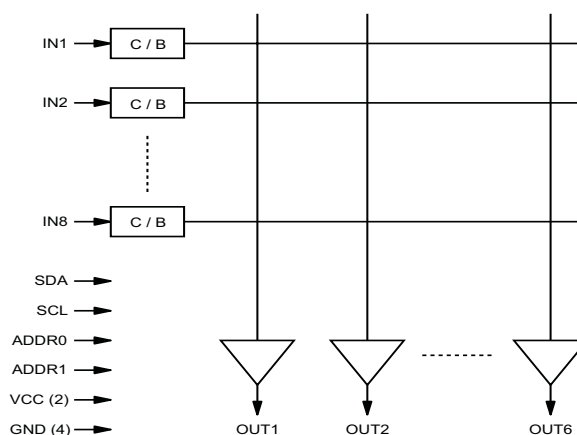 IN1 C / B
IN2 C / B
IN8 C / B
SDA
SCL
ADDR0
ADDR1
VCC (2)
GND (4) OUT1 OUT2 OUT6